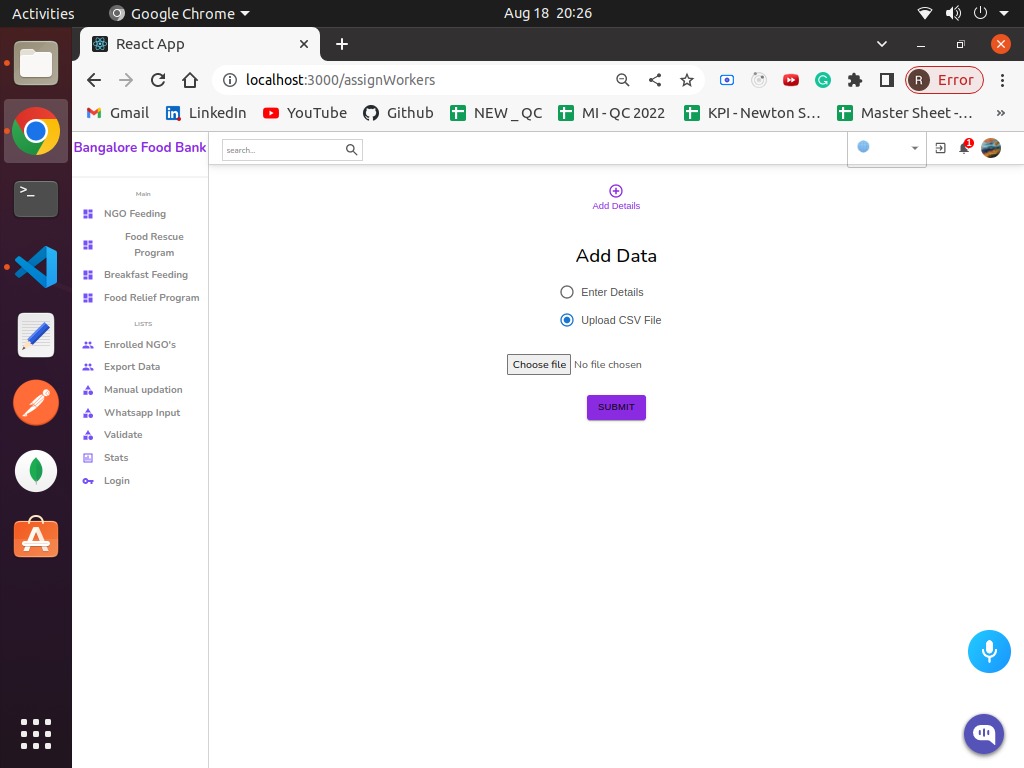 Activities Google Chrome Aug 18 20:26
React App
localhost:3000/assignWorkers R Error
Gmail LinkedIn YouTube Github NEW _ QC MI - QC 2022 KPI - Newton S... Master Sheet -... »
Bangalore Food Bank
search...
1
Main
NGO Feeding
Food Rescue
Program
Breakfast Feeding
Food Relief Program
LISTS
Enrolled NGO's
Export Data
Manual updation
Whatsapp Input
Validate
Stats
Login
Add Details
Add Data
Enter Details
Upload CSV File
Choose file No file chosen
SUBMIT